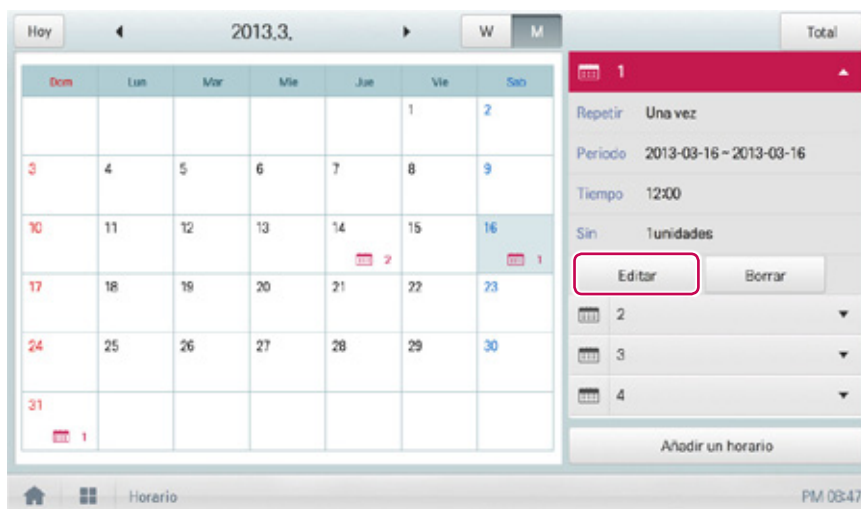 Hoy 2013,3, W M Total
Dom Lun Mar Mie Jue Vie Sab
1 2
3 4 5 6 7 8 9
10 11 12 13 14 15 16
2 1
17 18 19 20 21 22 23
24 25 26 27 28 29 30
31
1
1
Repetir Una vez
Periodo 2013-03-16 ~ 2013-03-16
Tiempo 12:00
Sin 1unidades
Editar Borrar
2
3
4
Añadir un horario
Horario PM 08:47